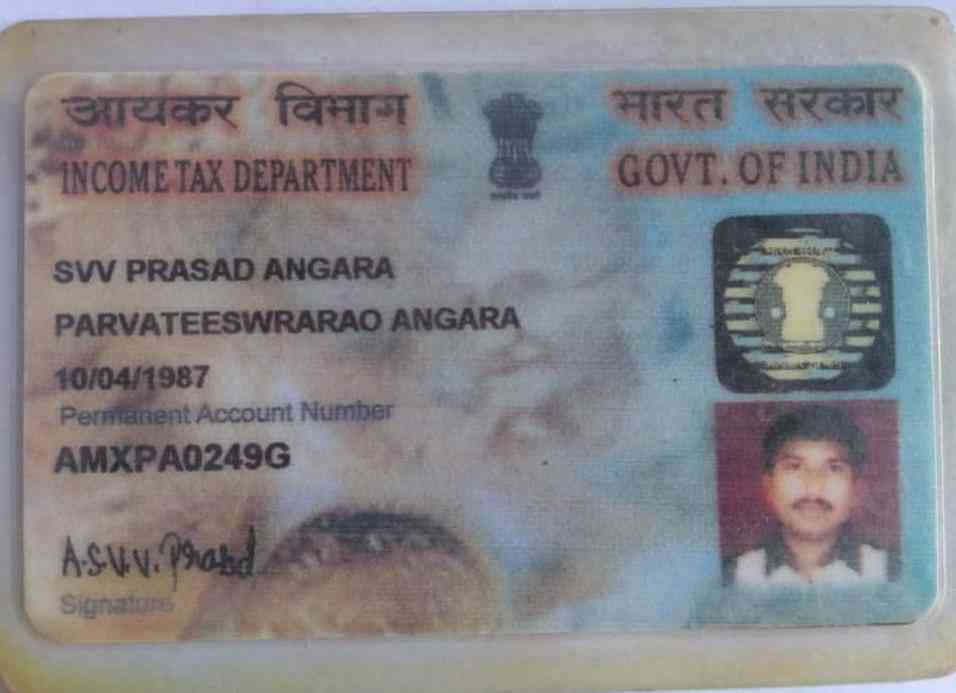 आयकर विभाग
भारत सरकार
INCOME TAX DEPARTMENT
GOVT. OF INDIA
SVV PRASAD ANGARA
PARVATEESWRARAO ANGARA
10/04/1987
Permanent Account Number
AMXPA0249G
A.S.V.V. Prasad
Signature